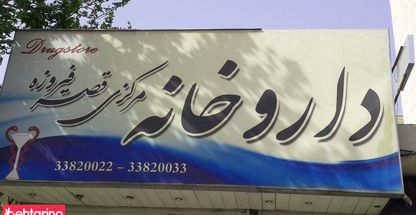 Drugstore
داروخانه مرکزی قصر فیروزه
33820022 – 33820033
behtarino